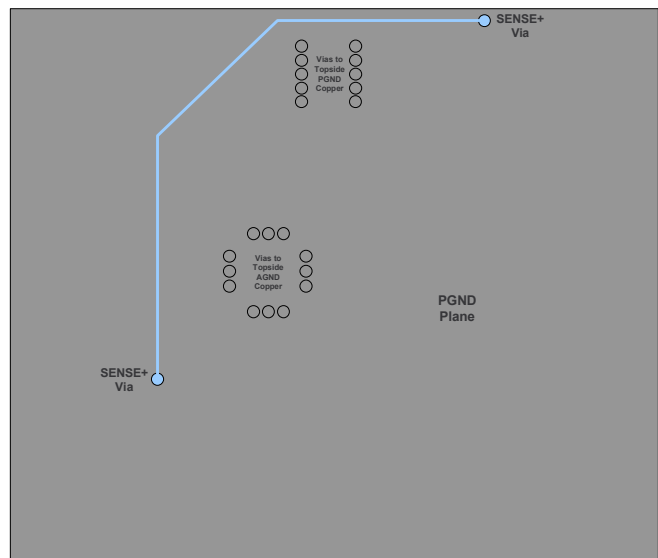 SENSE+
Via
Vias to
Topside
PGND
Copper
Vias to
Topside
AGND
Copper
PGND
Plane
SENSE+
Via